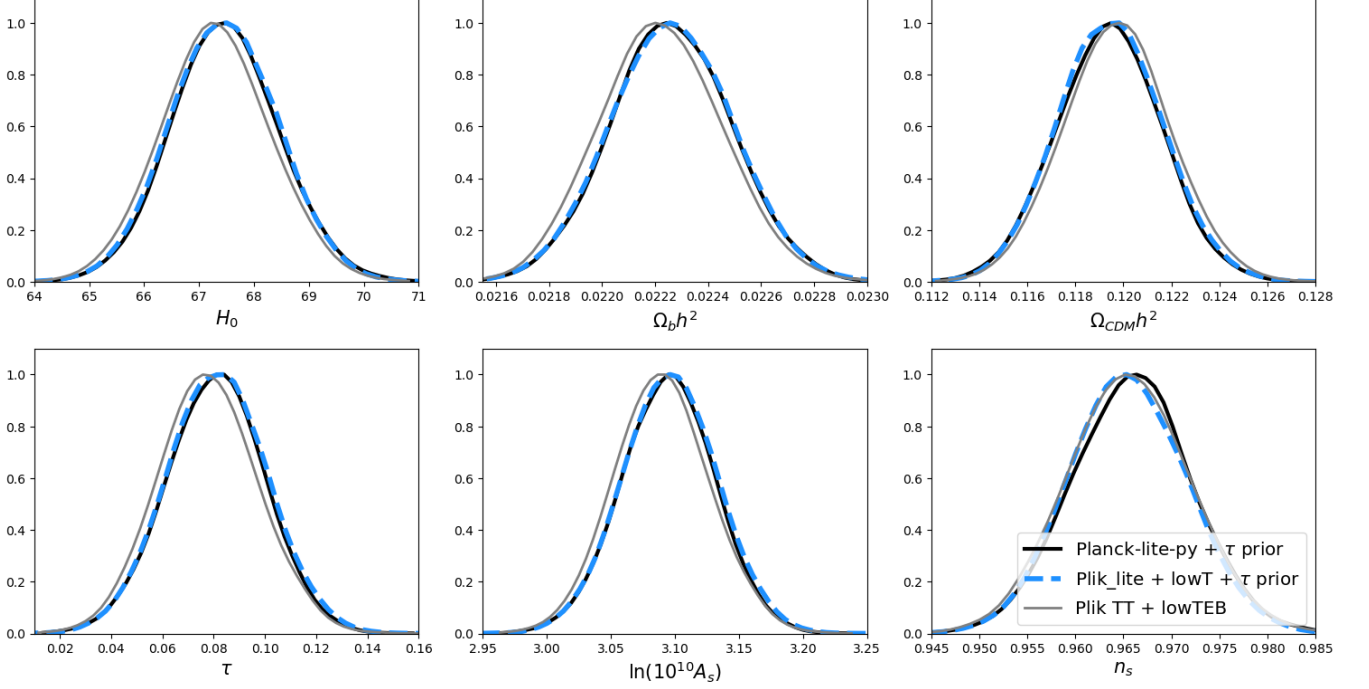 1.0
0.8
0.6
0.4
0.2
0.0
64 65 66 67 68 69 70 71
H₀
1.0
0.8
0.6
0.4
0.2
0.0
0.0216 0.0218 0.0220 0.0222 0.0224 0.0226 0.0228 0.0230
Ω_b h²
1.0
0.8
0.6
0.4
0.2
0.0
0.112 0.114 0.116 0.118 0.120 0.122 0.124 0.126 0.128
Ω_CDM h²
1.0
0.8
0.6
0.4
0.2
0.0
0.02 0.04 0.06 0.08 0.10 0.12 0.14 0.16
τ
1.0
0.8
0.6
0.4
0.2
0.0
2.95 3.00 3.05 3.10 3.15 3.20 3.25
ln(10¹⁰A_s)
1.0
0.8
0.6
0.4
0.2
0.0
0.945 0.950 0.955 0.960 0.965 0.970 0.975 0.980 0.985
n_s
Planck-lite-py + τ prior
Plik_lite + lowT + τ prior
Plik TT + lowTEB